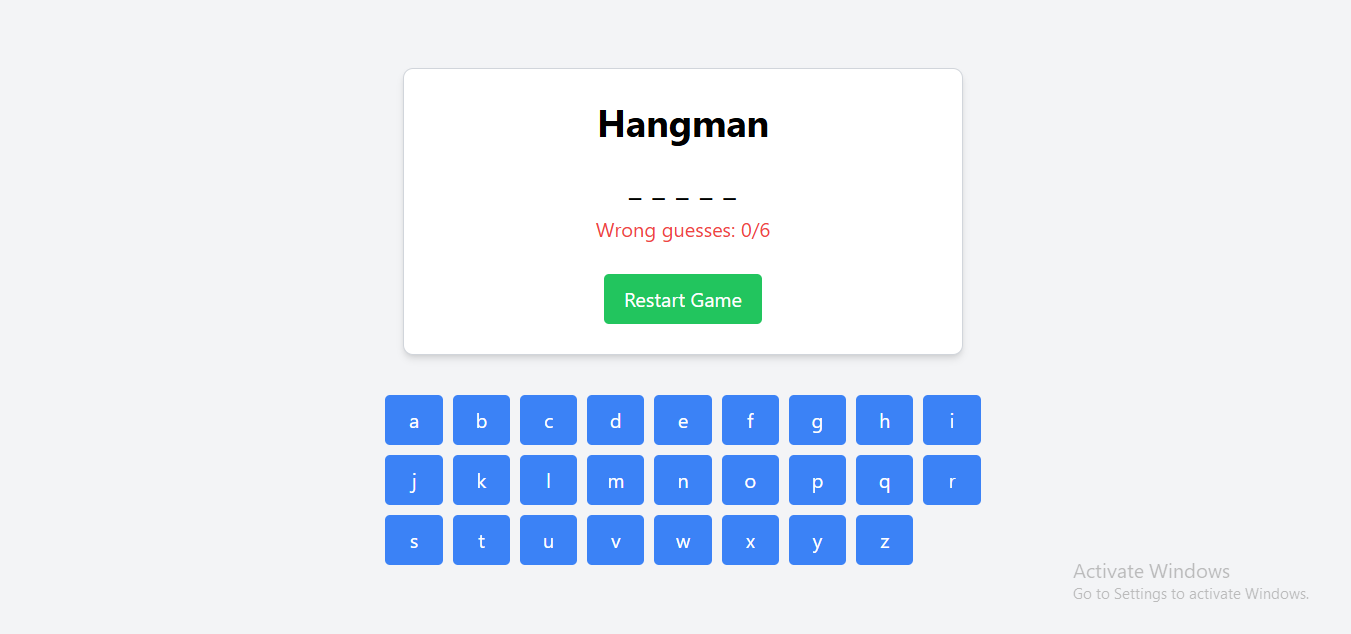 Hangman
_ _ _ _ _
Wrong guesses: 0/6
Restart Game
a b c d e f g h i
j k l m n o p q r
s t u v w x y z
Activate Windows
Go to Settings to activate Windows.